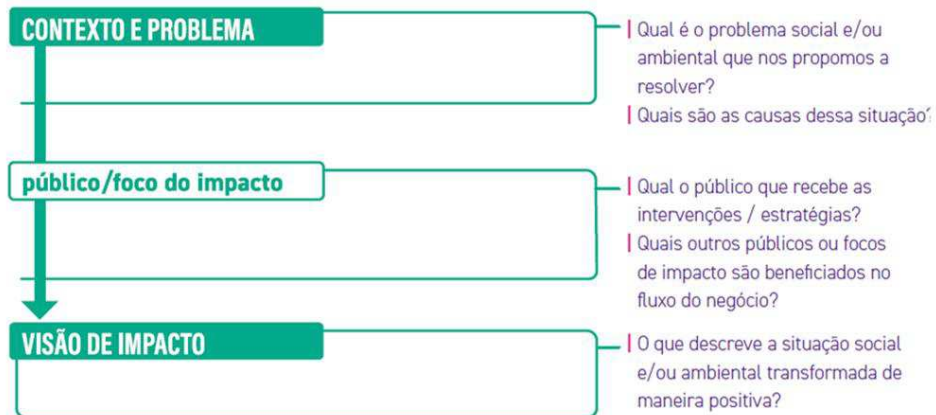 CONTEXTO E PROBLEMA
Qual é o problema social e/ou
ambiental que nos propomos a
resolver?
Quais são as causas dessa situação?
público/foco do impacto
Qual o público que recebe as
intervenções / estratégias?
Quais outros públicos ou focos
de impacto são beneficiados no
fluxo do negócio?
VISÃO DE IMPACTO
O que descreve a situação social
e/ou ambiental transformada de
maneira positiva?